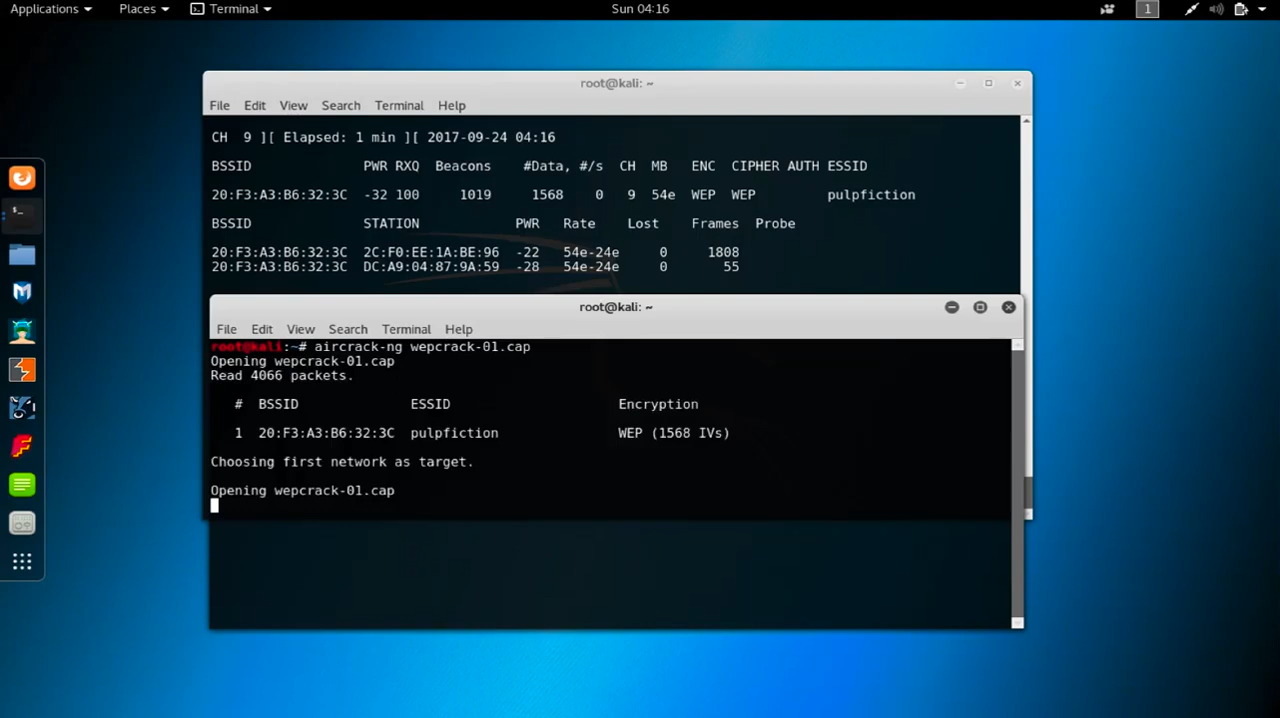 Applications Places Terminal Sun 04:16 1
root@kali: ~
File Edit View Search Terminal Help
CH 9 ][ Elapsed: 1 min ][ 2017-09-24 04:16
BSSID PWR RXQ Beacons #Data, #/s CH MB ENC CIPHER AUTH ESSID
20:F3:A3:B6:32:3C -32 100 1019 1568 0 9 54e WEP WEP pulpfiction
BSSID STATION PWR Rate Lost Frames Probe
20:F3:A3:B6:32:3C 2C:F0:EE:1A:BE:96 -22 54e-24e 0 1808
20:F3:A3:B6:32:3C DC:A9:04:87:9A:59 -28 54e-24e 0 55
root@kali: ~
File Edit View Search Terminal Help
root@kali:~# aircrack-ng wepcrack-01.cap
Opening wepcrack-01.cap
Read 4066 packets.
# BSSID ESSID Encryption
1 20:F3:A3:B6:32:3C pulpfiction WEP (1568 IVs)
Choosing first network as target.
Opening wepcrack-01.cap